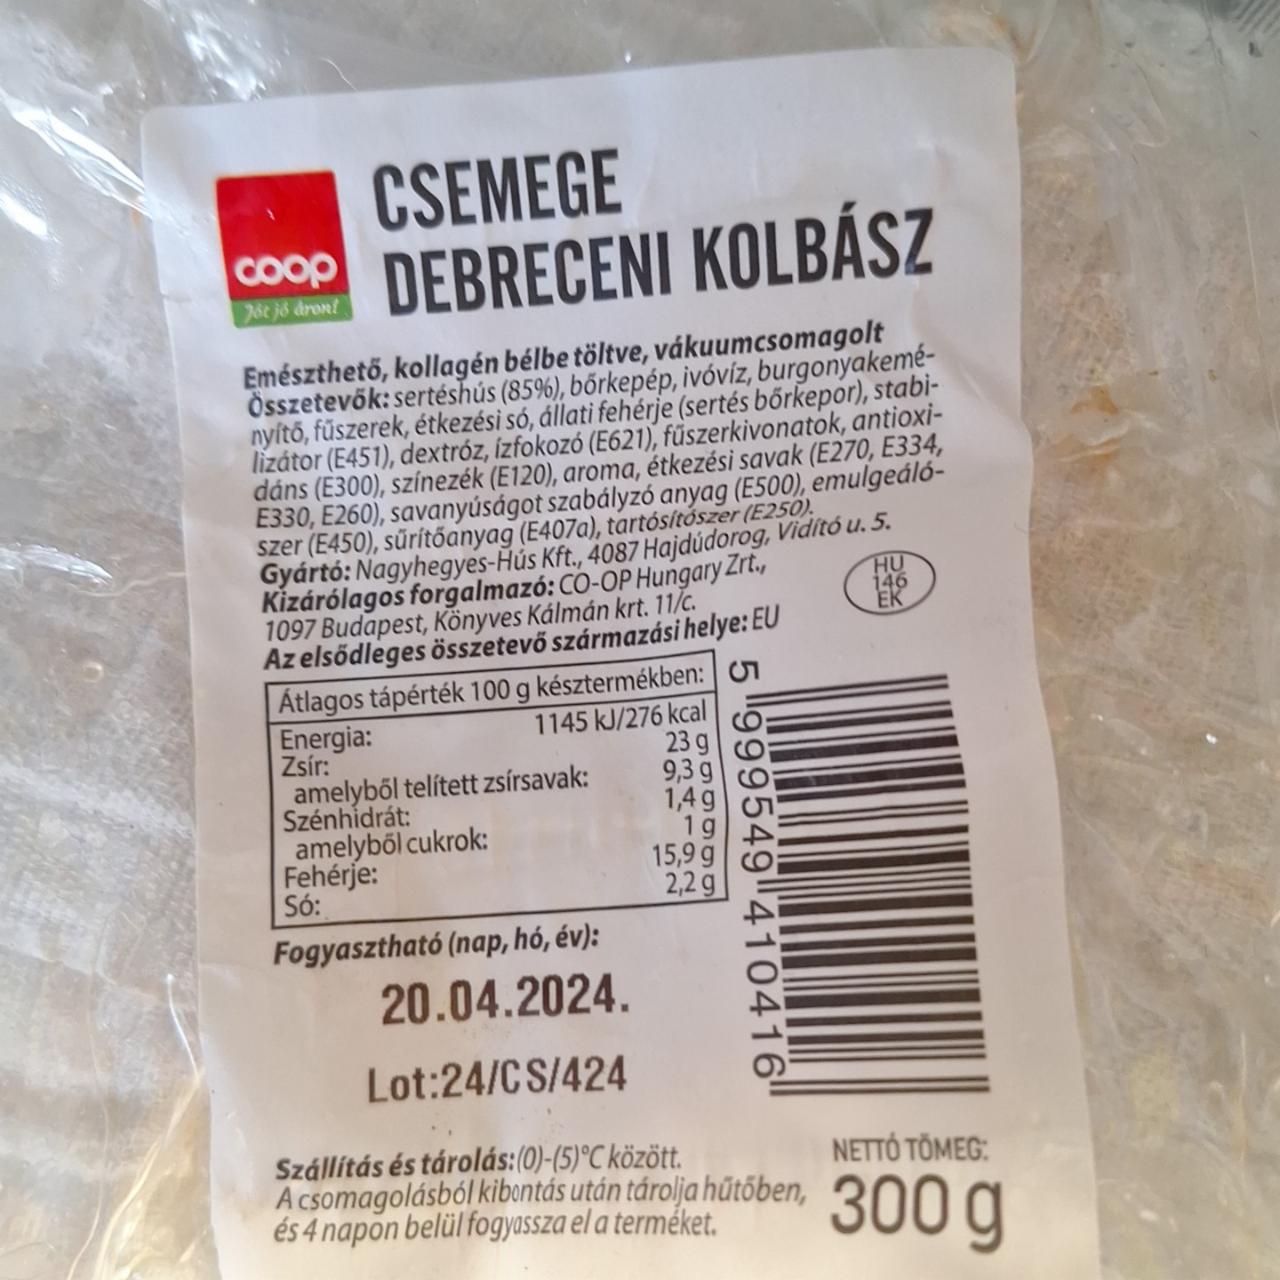 coop
Jót jó áron!
CSEMEGE
DEBRECENI KOLBÁSZ
Emészthető, kollagén bélbe töltve, vákuumcsomagolt
Összetevők: sertéshús (85%), bőrkepép, ivóvíz, burgonyakemé-
nyítő, fűszerek, étkezési só, állati fehérje (sertés bőrkepor), stabi-
lizátor (E451), dextróz, ízfokozó (E621), fűszerkivonatok, antioxi-
dáns (E300), színezék (E120), aroma, étkezési savak (E270, E334,
E330, E260), savanyúságot szabályzó anyag (E500), emulgeáló-
szer (E450), sűrítőanyag (E407a), tartósítószer (E250).
Gyártó: Nagyhegyes-Hús Kft., 4087 Hajdúdorog, Vidító u. 5.
Kizárólagos forgalmazó: CO-OP Hungary Zrt.,
1097 Budapest, Könyves Kálmán krt. 11/c.
Az elsődleges összetevő származási helye: EU
HU
146
EK
Átlagos tápérték 100 g késztermékben:
Energia: 1145 kJ/276 kcal
Zsír: 23 g
amelyből telített zsírsavak: 9,3 g
Szénhidrát: 1,4 g
amelyből cukrok: 1 g
Fehérje: 15,9 g
Só: 2,2 g
5 999549 410416
Fogyasztható (nap, hó, év):
20.04.2024.
Lot:24/CS/424
Szállítás és tárolás:(0)-(5)°C között.
A csomagolásból kibontás után tárolja hűtőben,
és 4 napon belül fogyassza el a terméket.
NETTÓ TÖMEG:
300 g